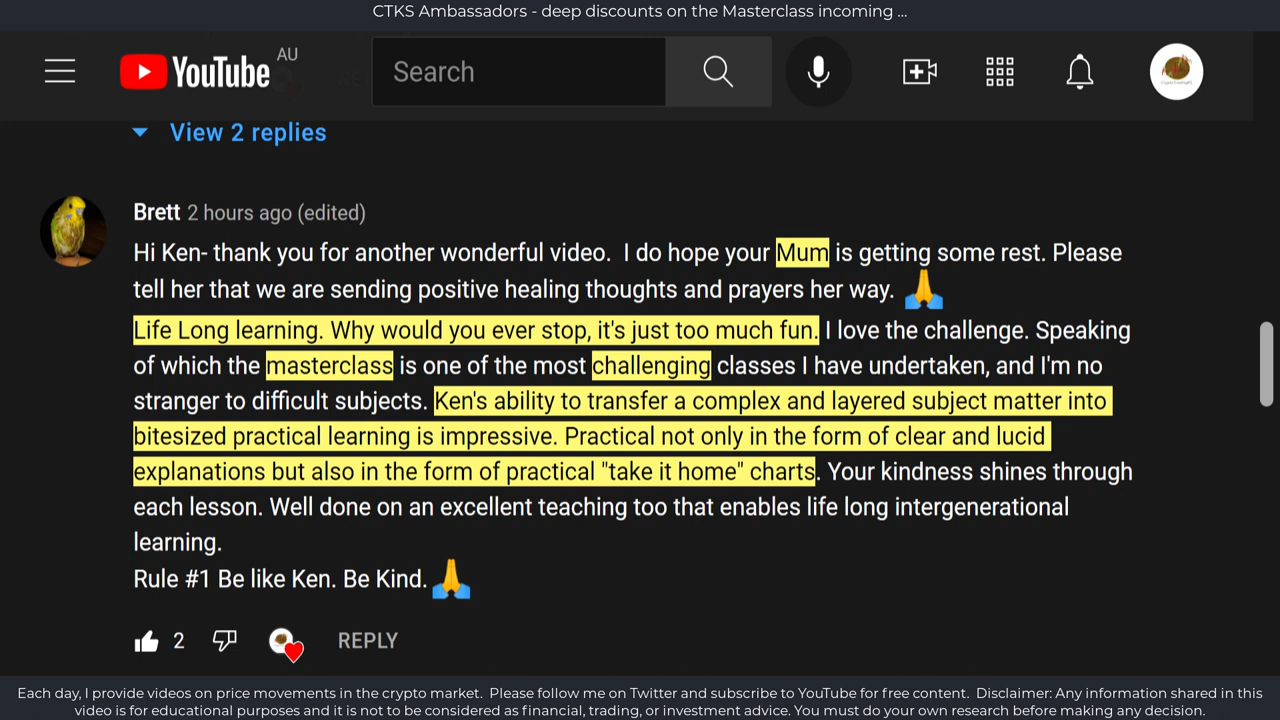 CTKS Ambassadors - deep discounts on the Masterclass incoming ...
YouTube AU
Search
View 2 replies
Brett 2 hours ago (edited)
Hi Ken- thank you for another wonderful video.  I do hope your Mum is getting some rest. Please
tell her that we are sending positive healing thoughts and prayers her way. 🙏
Life Long learning. Why would you ever stop, it's just too much fun. I love the challenge. Speaking
of which the masterclass is one of the most challenging classes I have undertaken, and I'm no
stranger to difficult subjects. Ken's ability to transfer a complex and layered subject matter into
bitesized practical learning is impressive. Practical not only in the form of clear and lucid
explanations but also in the form of practical "take it home" charts. Your kindness shines through
each lesson. Well done on an excellent teaching too that enables life long intergenerational
learning.
Rule #1 Be like Ken. Be Kind. 🙏
2 REPLY
Each day, I provide videos on price movements in the crypto market.  Please follow me on Twitter and subscribe to YouTube for free content.  Disclaimer: Any information shared in this
video is for educational purposes and it is not to be considered as financial, trading, or investment advice. You must do your own research before making any decision.